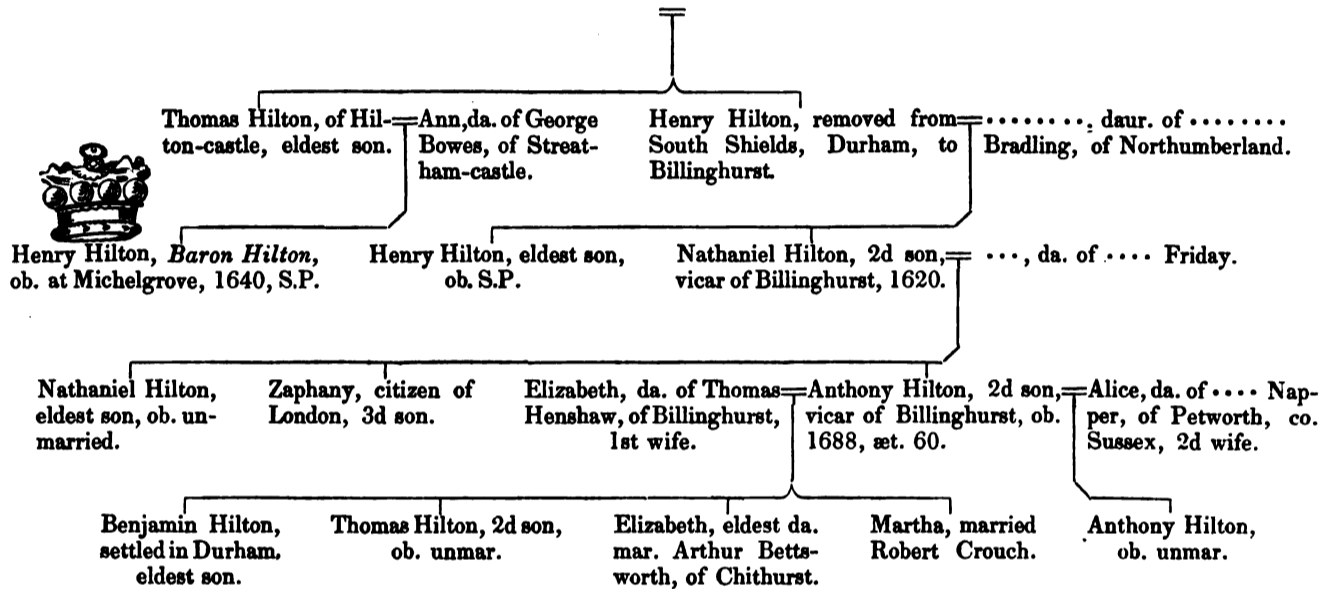 Thomas Hilton, of Hil-
ton-castle, eldest son.
Ann, da. of George
Bowes, of Streat-
ham-castle.
Henry Hilton, removed from
South Shields, Durham, to
Billinghurst.
........, daur. of ........
Bradling, of Northumberland.
Henry Hilton, Baron Hilton,
ob. at Michelgrove, 1640, S.P.
Henry Hilton, eldest son,
ob. S.P.
Nathaniel Hilton, 2d son,
vicar of Billinghurst, 1620.
..., da. of .... Friday.
Nathaniel Hilton,
eldest son, ob. un-
married.
Zaphany, citizen of
London, 3d son.
Elizabeth, da. of Thomas
Henshaw, of Billinghurst,
1st wife.
Anthony Hilton, 2d son,
vicar of Billinghurst, ob.
1688, æt. 60.
Alice, da. of .... Nap-
per, of Petworth, co.
Sussex, 2d wife.
Benjamin Hilton,
settled in Durham,
eldest son.
Thomas Hilton, 2d son,
ob. unmar.
Elizabeth, eldest da.
mar. Arthur Betts-
worth, of Chithurst.
Martha, married
Robert Crouch.
Anthony Hilton,
ob. unmar.